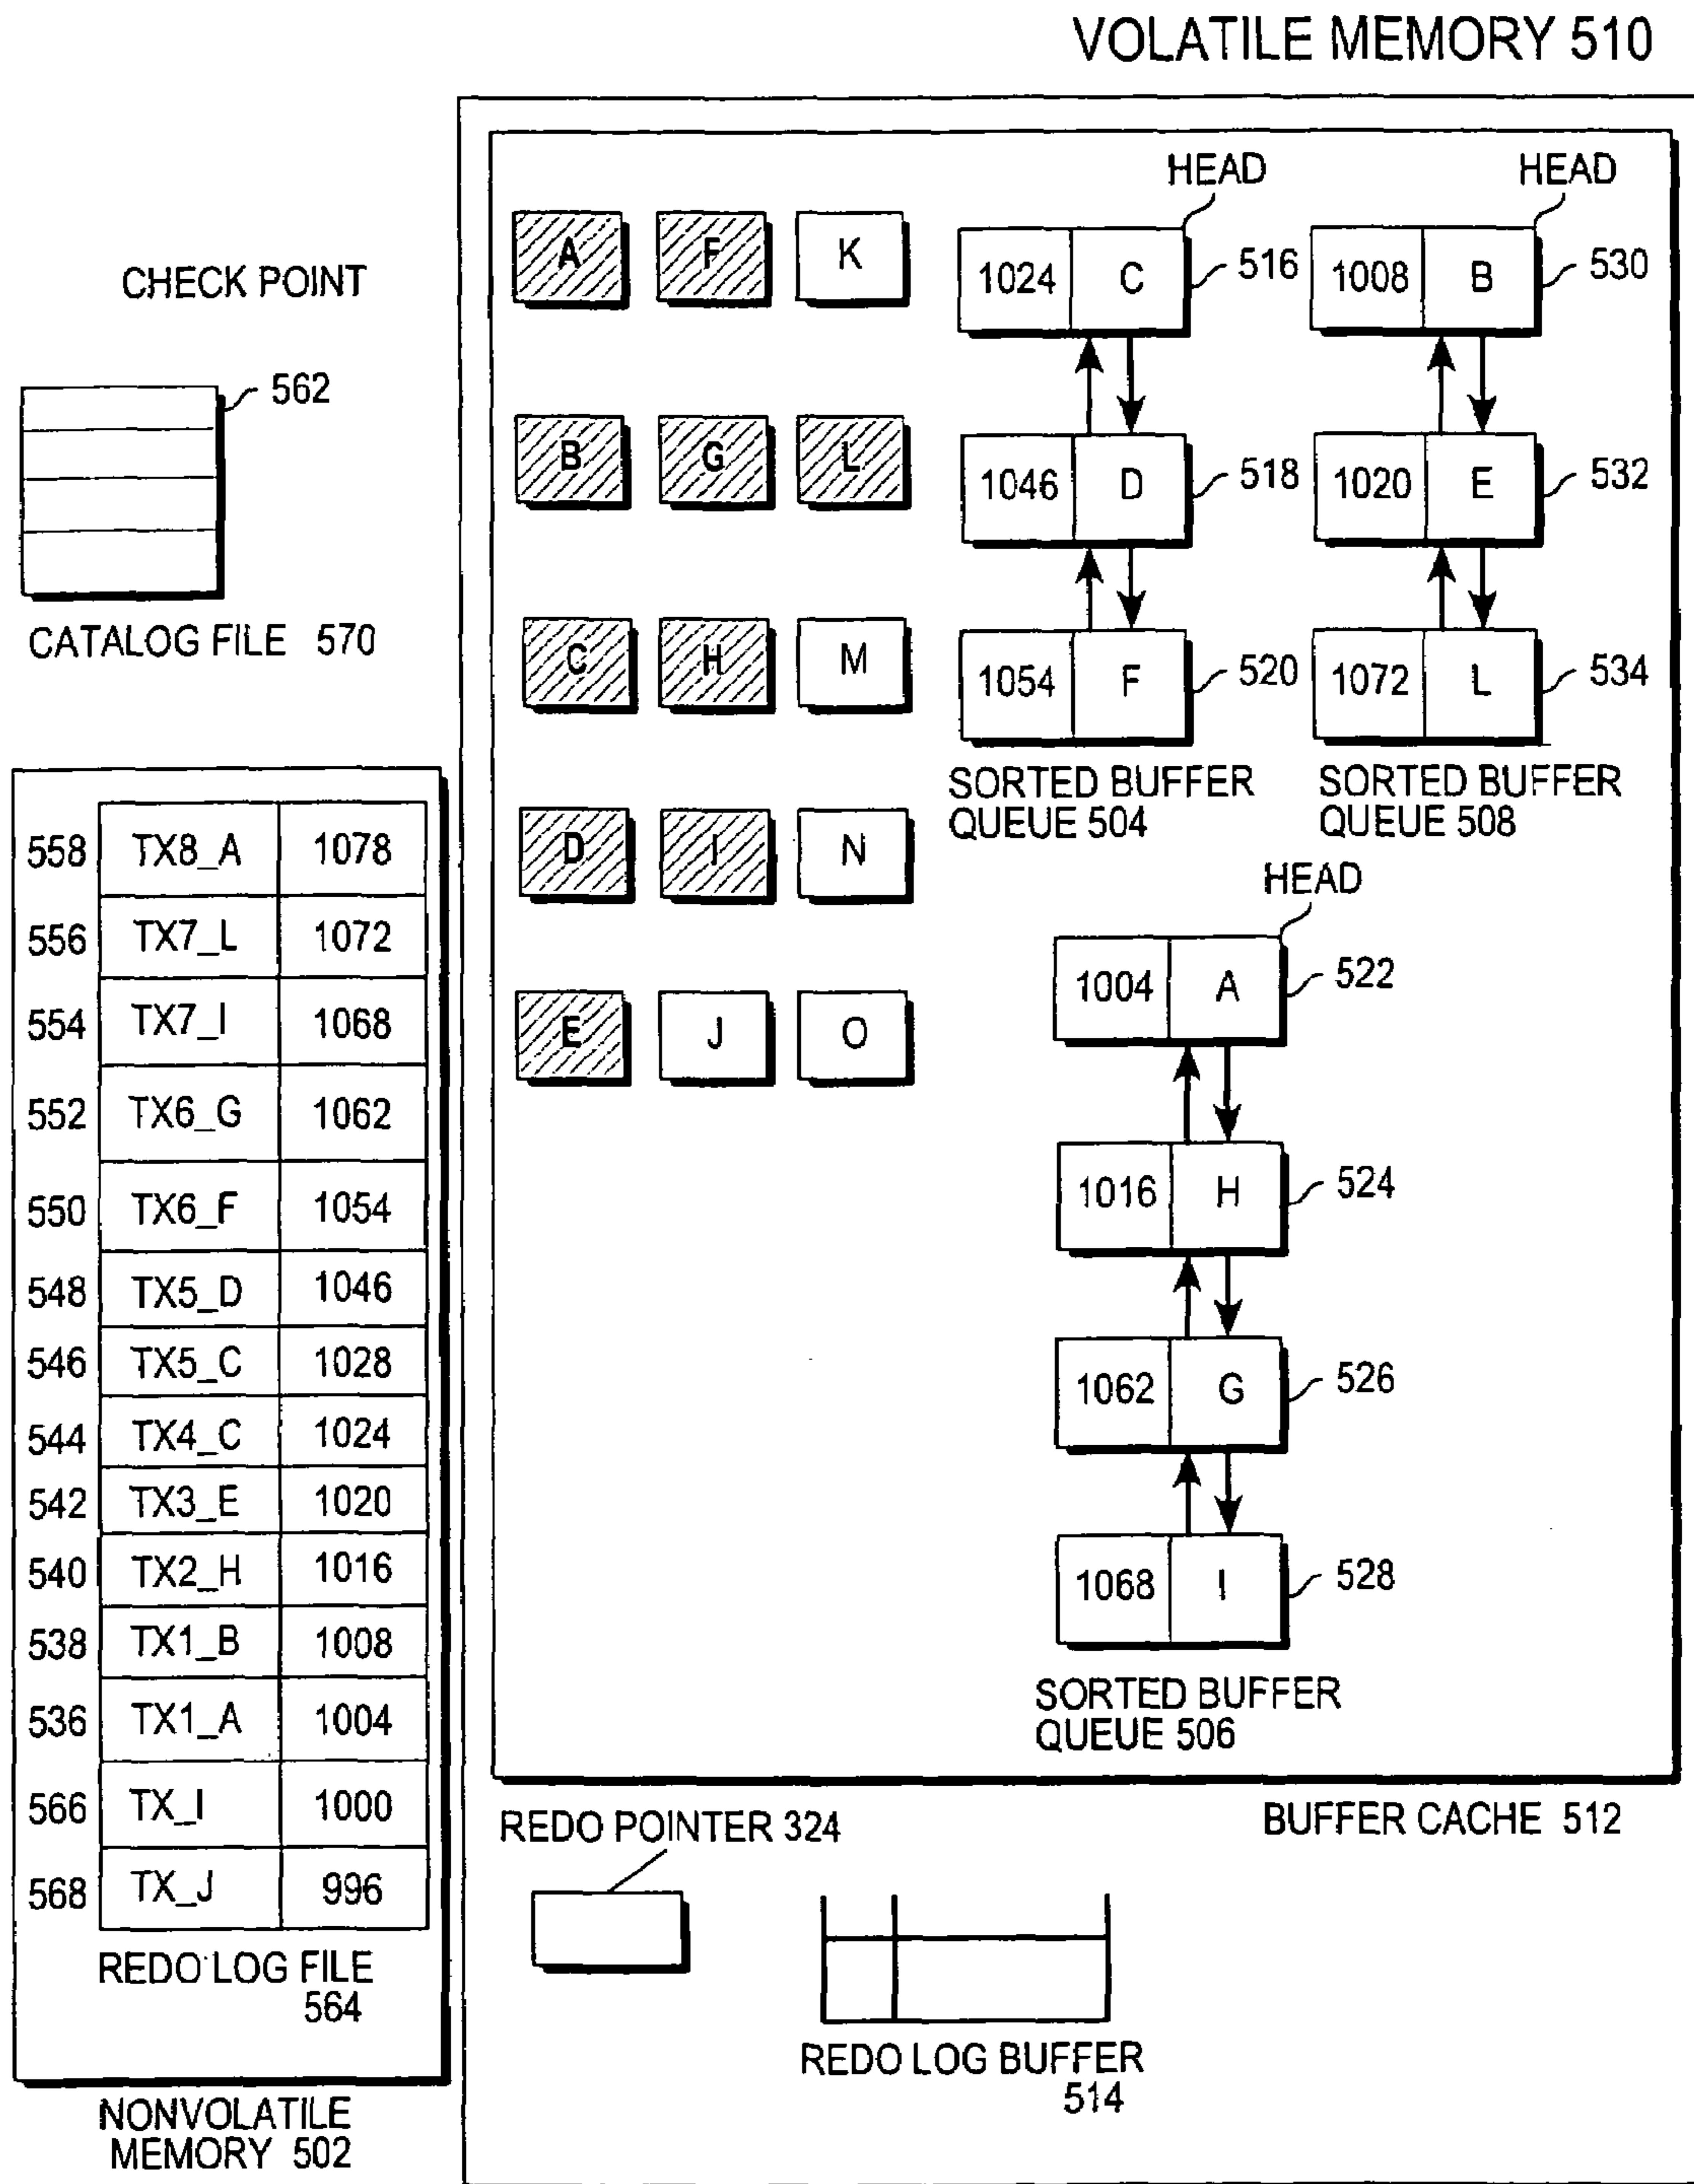 VOLATILE MEMORY 510
CHECK POINT
562
CATALOG FILE 570
558 TX8_A 1078
556 TX7_L 1072
554 TX7_I 1068
552 TX6_G 1062
550 TX6_F 1054
548 TX5_D 1046
546 TX5_C 1028
544 TX4_C 1024
542 TX3_E 1020
540 TX2_H 1016
538 TX1_B 1008
536 TX1_A 1004
566 TX_I 1000
568 TX_J 996
REDO LOG FILE
564
NONVOLATILE
MEMORY 502
A F K
B G L
C H M
D I N
E J O
HEAD
1024 C 516
1046 D 518
1054 F 520
SORTED BUFFER
QUEUE 504
HEAD
1008 B 530
1020 E 532
1072 L 534
SORTED BUFFER
QUEUE 508
HEAD
1004 A 522
1016 H 524
1062 G 526
1068 I 528
SORTED BUFFER
QUEUE 506
BUFFER CACHE 512
REDO POINTER 324
REDO LOG BUFFER
514